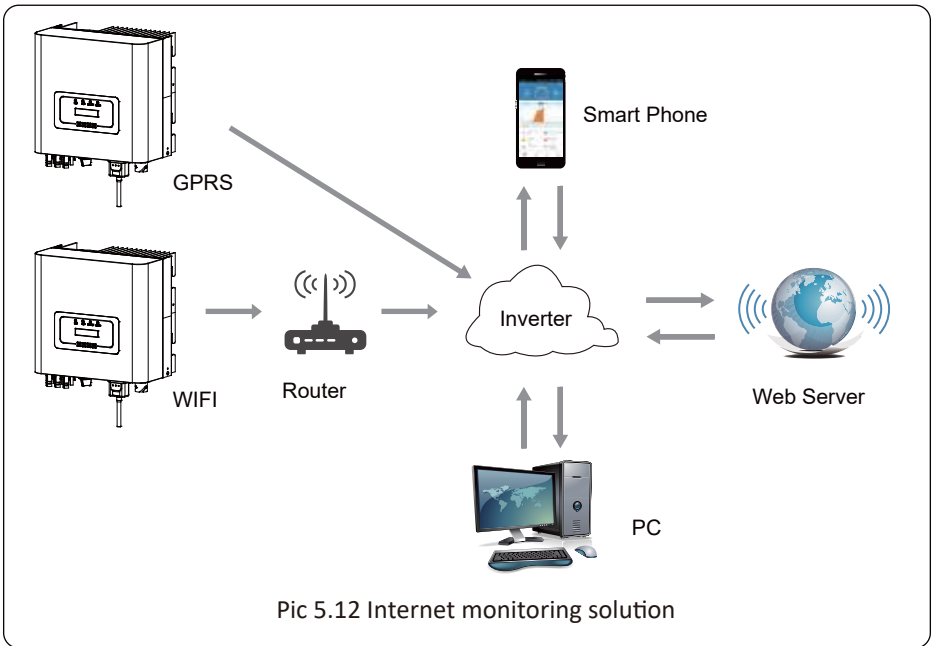 Smart Phone
GPRS
Inverter
WIFI
Router
Web Server
PC
Pic 5.12 Internet monitoring solution